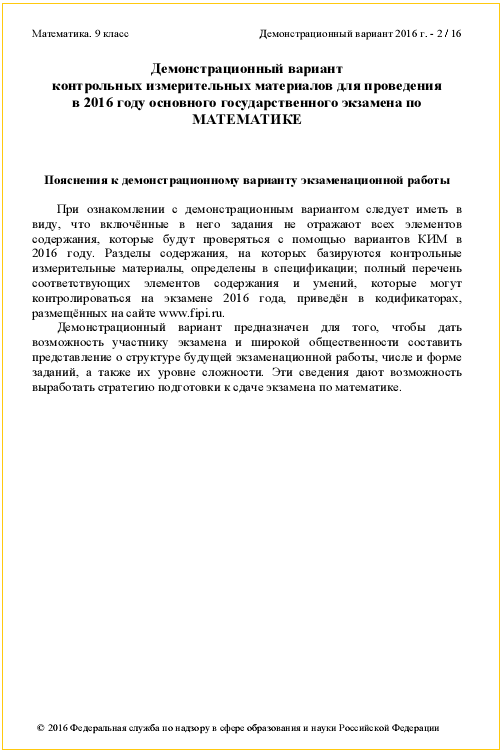 Математика. 9 класс Демонстрационный вариант 2016 г. - 2 / 16
Демонстрационный вариант
контрольных измерительных материалов для проведения
в 2016 году основного государственного экзамена по
МАТЕМАТИКЕ
Пояснения к демонстрационному варианту экзаменационной работы
При ознакомлении с демонстрационным вариантом следует иметь в
виду, что включённые в него задания не отражают всех элементов
содержания, которые будут проверяться с помощью вариантов КИМ в
2016 году. Разделы содержания, на которых базируются контрольные
измерительные материалы, определены в спецификации; полный перечень
соответствующих элементов содержания и умений, которые могут
контролироваться на экзамене 2016 года, приведён в кодификаторах,
размещённых на сайте www.fipi.ru.
Демонстрационный вариант предназначен для того, чтобы дать
возможность участнику экзамена и широкой общественности составить
представление о структуре будущей экзаменационной работы, числе и форме
заданий, а также их уровне сложности. Эти сведения дают возможность
выработать стратегию подготовки к сдаче экзамена по математике.
© 2016 Федеральная служба по надзору в сфере образования и науки Российской Федерации